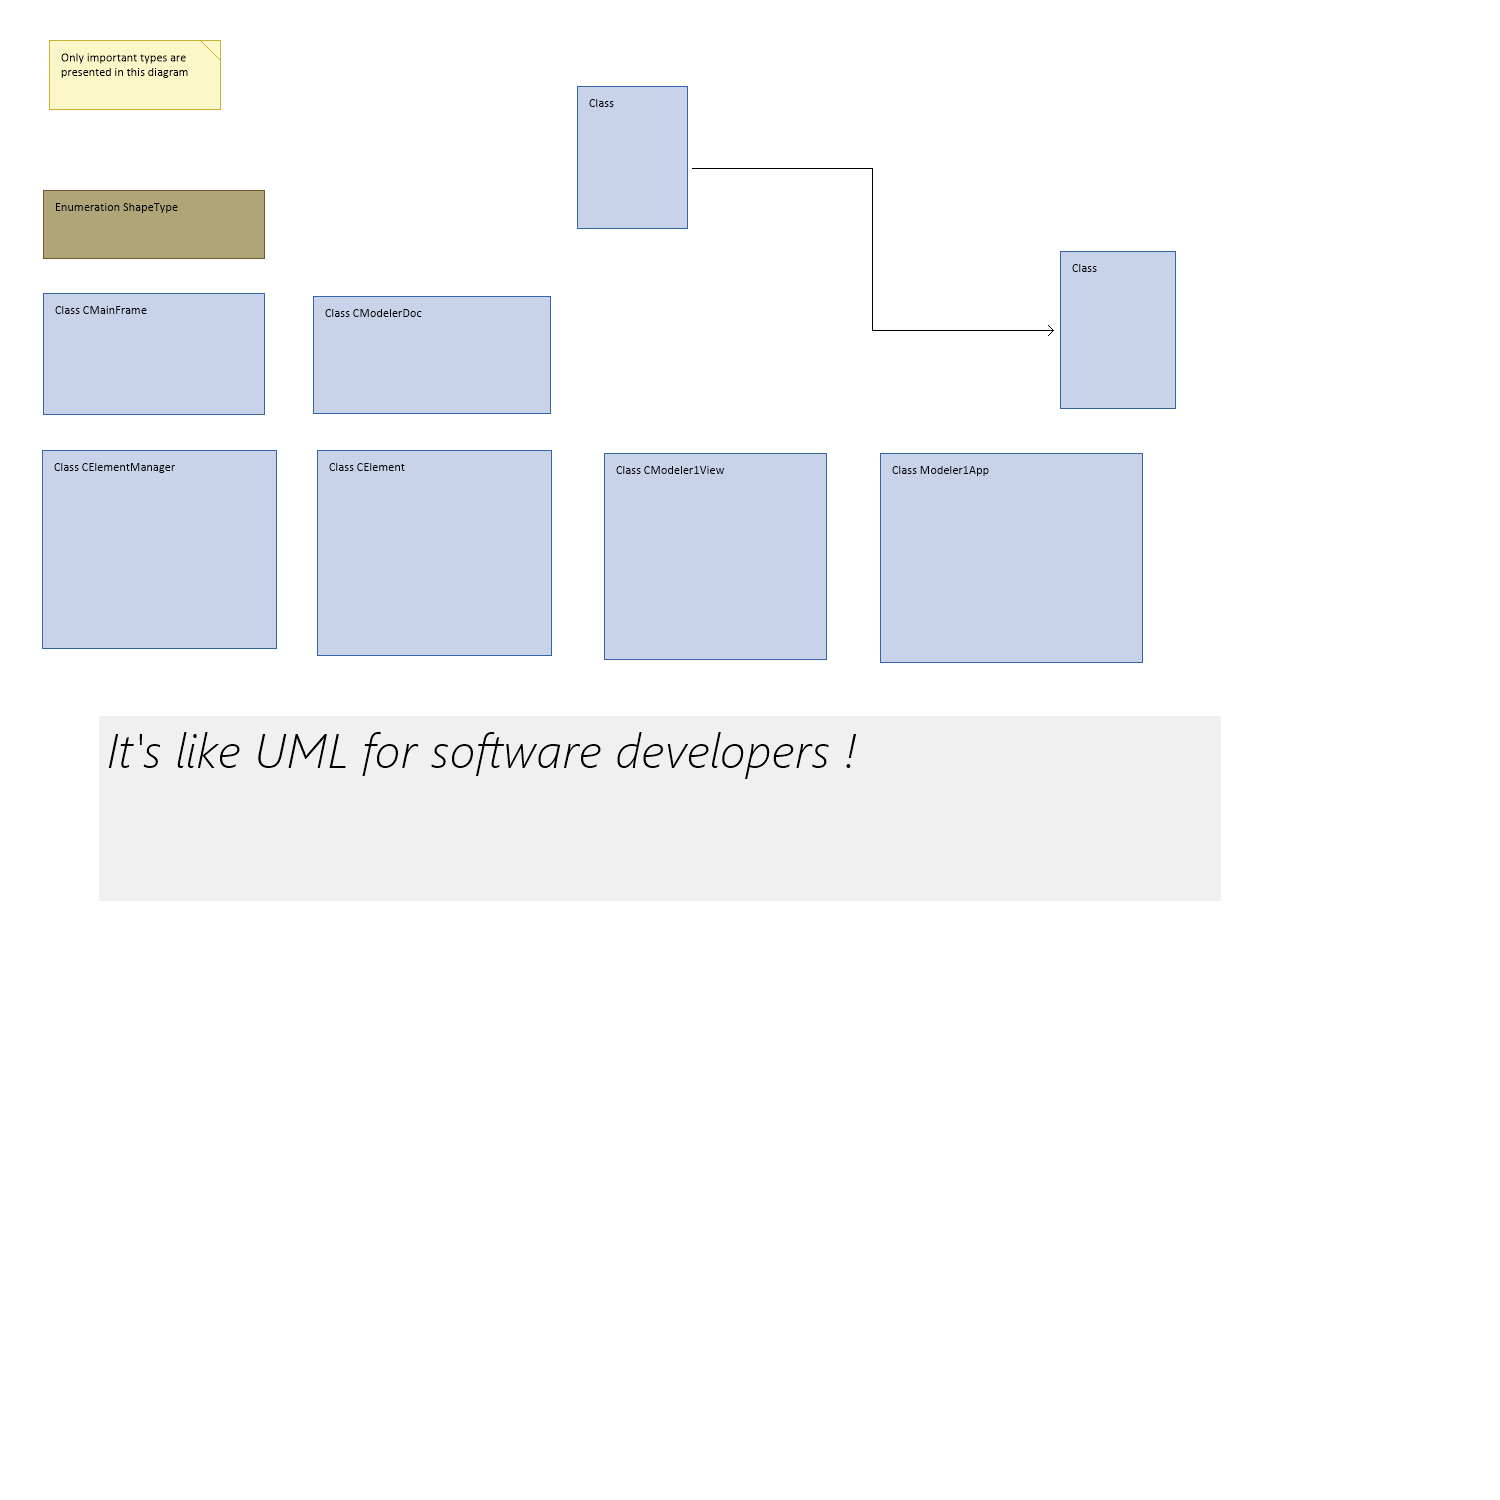 Only important types are
presented in this diagram
Class
Enumeration ShapeType
Class
Class CMainFrame
Class CModelerDoc
Class CElementManager
Class CElement
Class CModeler1View
Class Modeler1App
It's like UML for software developers !